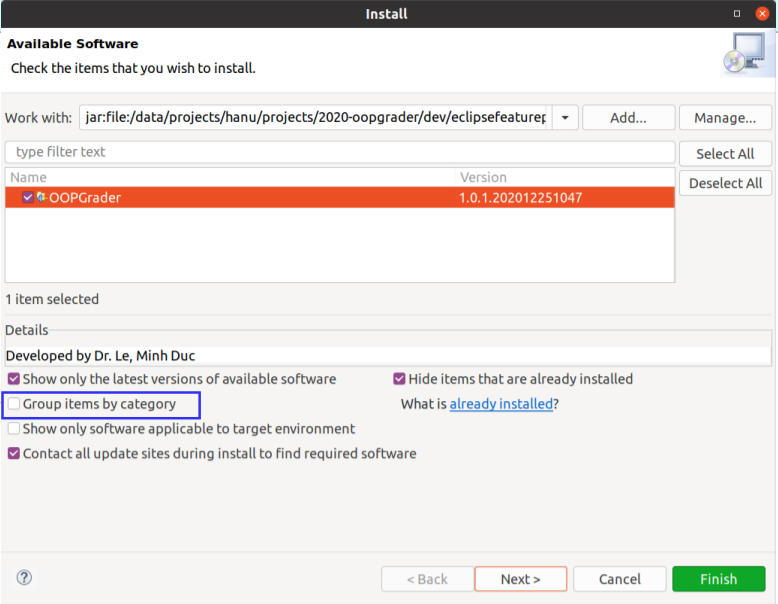 Install
Available Software
Check the items that you wish to install.
Work with: jar:file:/data/projects/hanu/projects/2020-oopgrader/dev/eclipsefeaturep Add... Manage...
type filter text Select All
Name Version Deselect All
OOPGrader 1.0.1.202012251047
1 item selected
Details
Developed by Dr. Le, Minh Duc
Show only the latest versions of available software Hide items that are already installed
Group items by category What is already installed?
Show only software applicable to target environment
Contact all update sites during install to find required software
? < Back Next > Cancel Finish